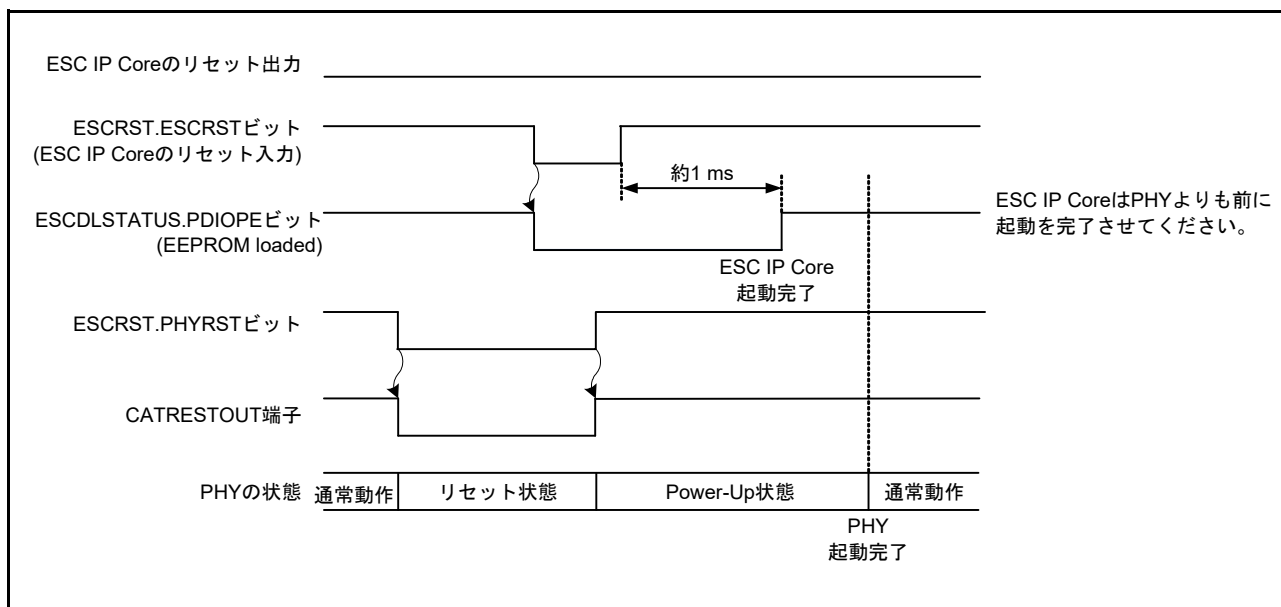 ESC IP Coreのリセット出力
ESCRST.ESCRSTビット
(ESC IP Coreのリセット入力)
約1 ms
ESCDLSTATUS.PDIOPEビット
(EEPROM loaded)
ESC IP CoreはPHYよりも前に
起動を完了させてください。
ESC IP Core
起動完了
ESCRST.PHYRSTビット
CATRESTOUT端子
PHYの状態 通常動作 リセット状態 Power-Up状態 通常動作
PHY
起動完了